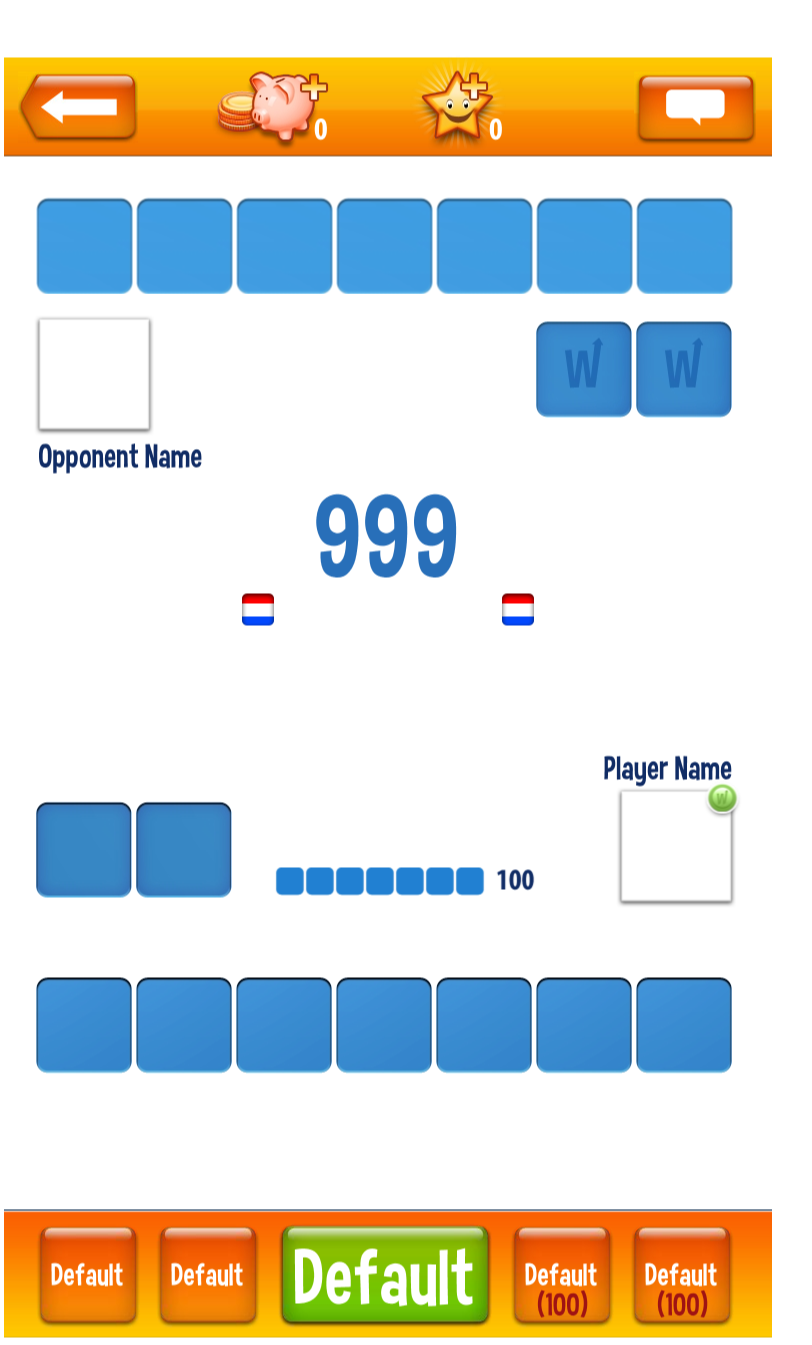 0
0
W W
Opponent Name
999
Player Name
W
100
Default
Default
Default
Default
(100)
Default
(100)